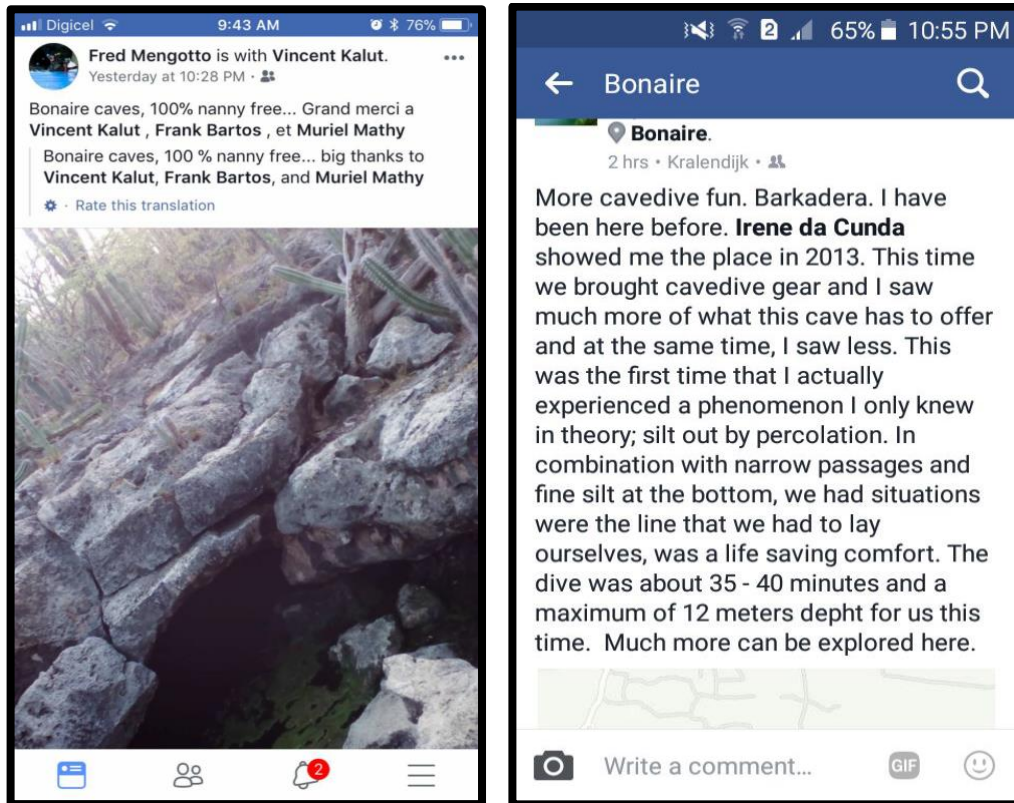 Digicel 9:43 AM 76%
Fred Mengotto is with Vincent Kalut.
Yesterday at 10:28 PM ·
Bonaire caves, 100% nanny free... Grand merci a
Vincent Kalut , Frank Bartos , et Muriel Mathy
Bonaire caves, 100 % nanny free... big thanks to
Vincent Kalut, Frank Bartos, and Muriel Mathy
· Rate this translation
2
2 65% 10:55 PM
Bonaire
Bonaire.
2 hrs • Kralendijk •
More cavedive fun. Barkadera. I have
been here before. Irene da Cunda
showed me the place in 2013. This time
we brought cavedive gear and I saw
much more of what this cave has to offer
and at the same time, I saw less. This
was the first time that I actually
experienced a phenomenon I only knew
in theory; silt out by percolation. In
combination with narrow passages and
fine silt at the bottom, we had situations
were the line that we had to lay
ourselves, was a life saving comfort. The
dive was about 35 - 40 minutes and a
maximum of 12 meters depht for us this
time. Much more can be explored here.
Write a comment... GIF